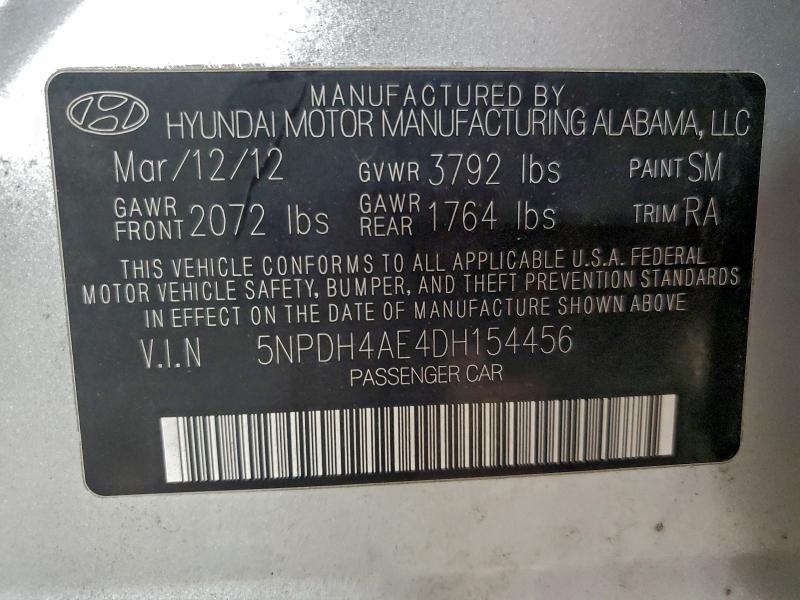 MANUFACTURED BY
HYUNDAI MOTOR MANUFACTURING ALABAMA, LLC
Mar/12/12 GVWR 3792 lbs PAINT SM
GAWR FRONT 2072 lbs GAWR REAR 1764 lbs TRIM RA
THIS VEHICLE CONFORMS TO ALL APPLICABLE U.S.A. FEDERAL
MOTOR VEHICLE SAFETY, BUMPER, AND THEFT PREVENTION STANDARDS
IN EFFECT ON THE DATE OF MANUFACTURE SHOWN ABOVE
V.I.N 5NPDH4AE4DH154456
PASSENGER CAR